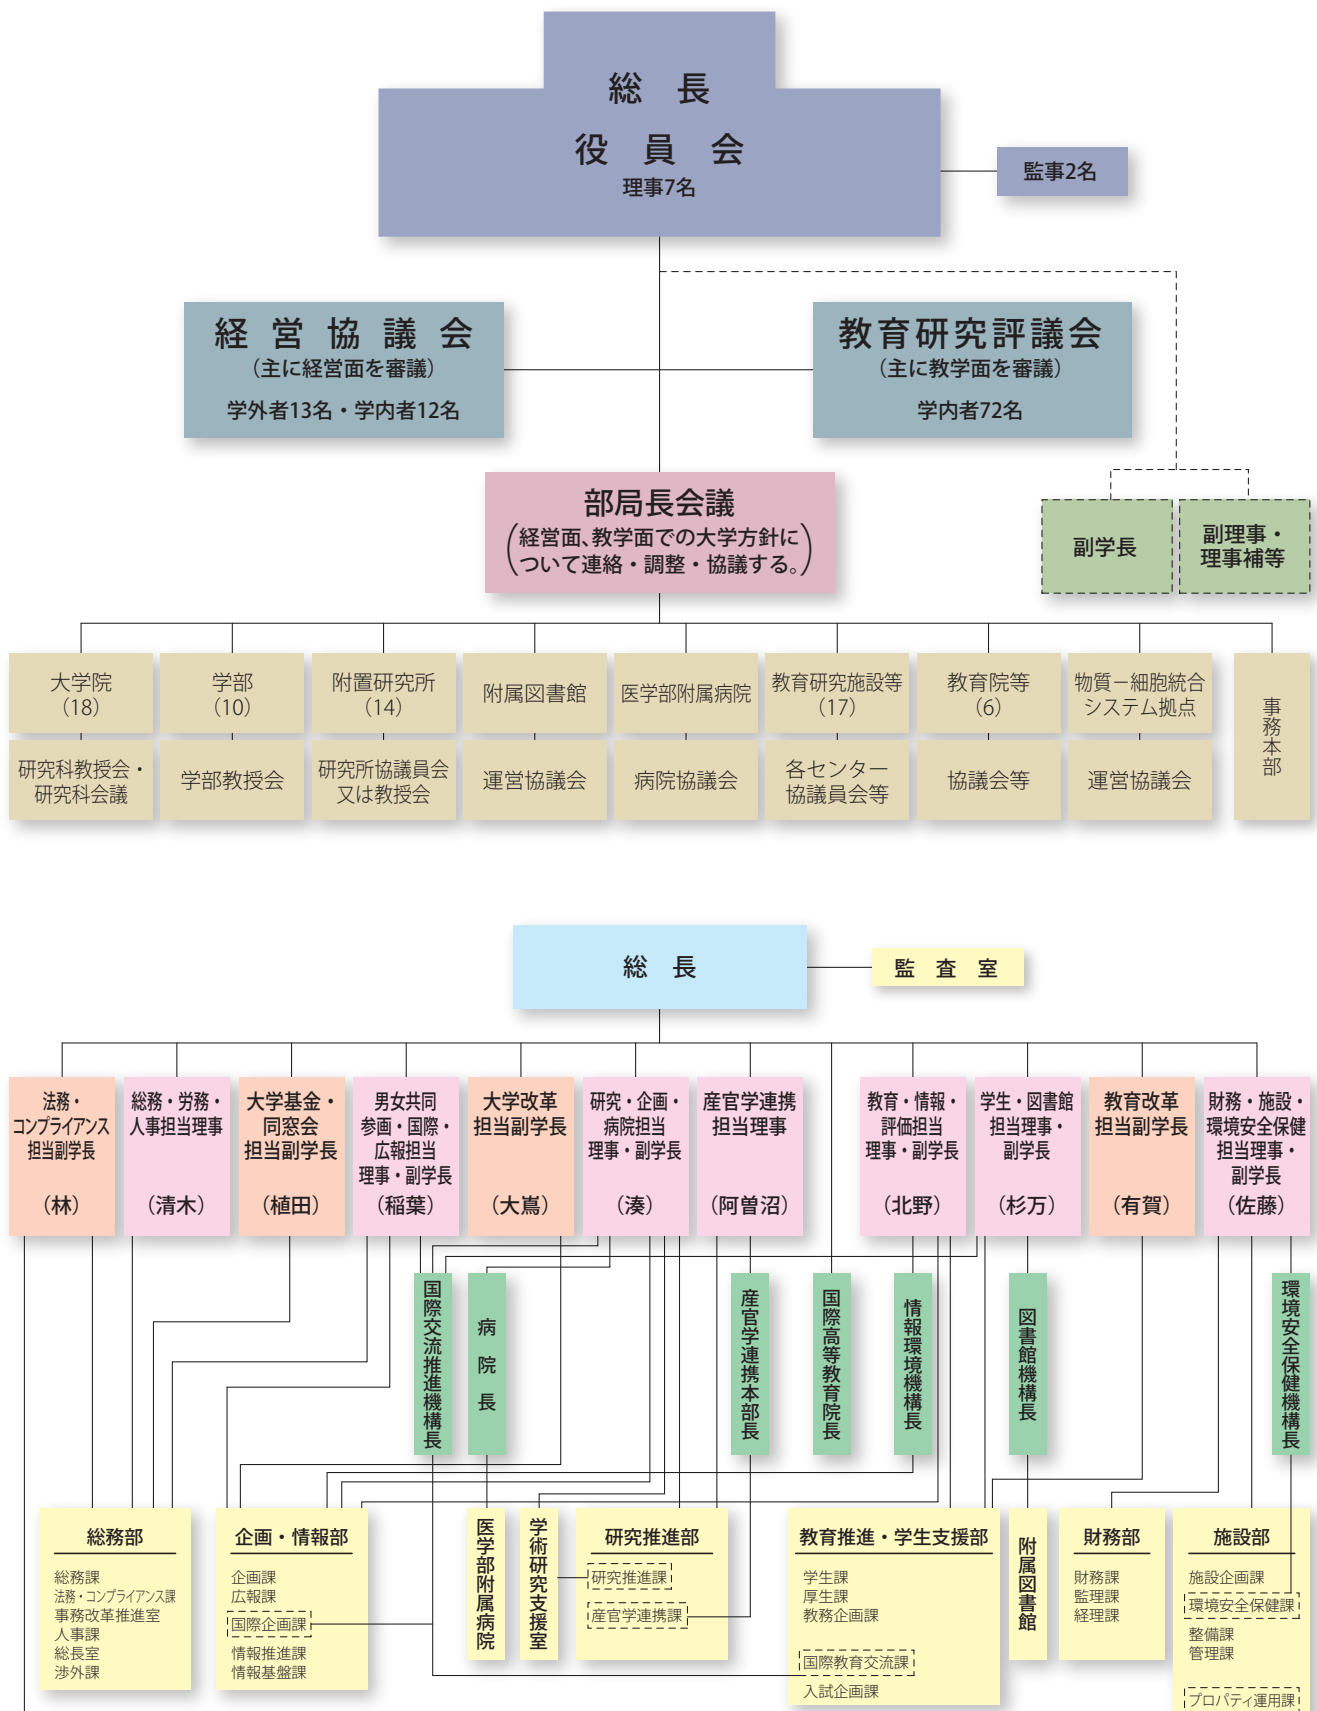 総長
役員会
理事7名
監事2名
経営協議会
(主に経営面を審議)
学外者13名・学内者12名
教育研究評議会
(主に教学面を審議)
学内者72名
部局長会議
(経営面、教学面での大学方針に
ついて連絡・調整・協議する。)
副学長
副理事・
理事補等
大学院
(18)
学部
(10)
附置研究所
(14)
附属図書館
医学部附属病院
教育研究施設等
(17)
教育院等
(6)
物質−細胞統合
システム拠点
事務本部
研究科教授会・
研究科会議
学部教授会
研究所協議員会
又は教授会
運営協議会
病院協議会
各センター
協議員会等
協議会等
運営協議会
総長
監査室
法務・
コンプライアンス
担当副学長
(林)
総務・労務・
人事担当理事
(清木)
大学基金・
同窓会
担当副学長
(植田)
男女共同
参画・国際・
広報担当
理事・副学長
(稲葉)
大学改革
担当副学長
(大嶌)
研究・企画・
病院担当
理事・副学長
(湊)
産官学連携
担当理事
(阿曽沼)
教育・情報・
評価担当
理事・副学長
(北野)
学生・図書館
担当理事・
副学長
(杉万)
教育改革
担当副学長
(有賀)
財務・施設・
環境安全保健
担当理事・
副学長
(佐藤)
国際交流推進機構長
病院長
産官学連携本部長
国際高等教育院長
情報環境機構長
図書館機構長
環境安全保健機構長
総務部
総務課
法務・コンプライアンス課
事務改革推進室
人事課
総長室
渉外課
企画・情報部
企画課
広報課
国際企画課
情報推進課
情報基盤課
医学部附属病院
学術研究支援室
研究推進部
研究推進課
産官学連携課
教育推進・学生支援部
学生課
厚生課
教務企画課
国際教育交流課
入試企画課
附属図書館
財務部
財務課
監理課
経理課
施設部
施設企画課
環境安全保健課
整備課
管理課
プロパティ運用課